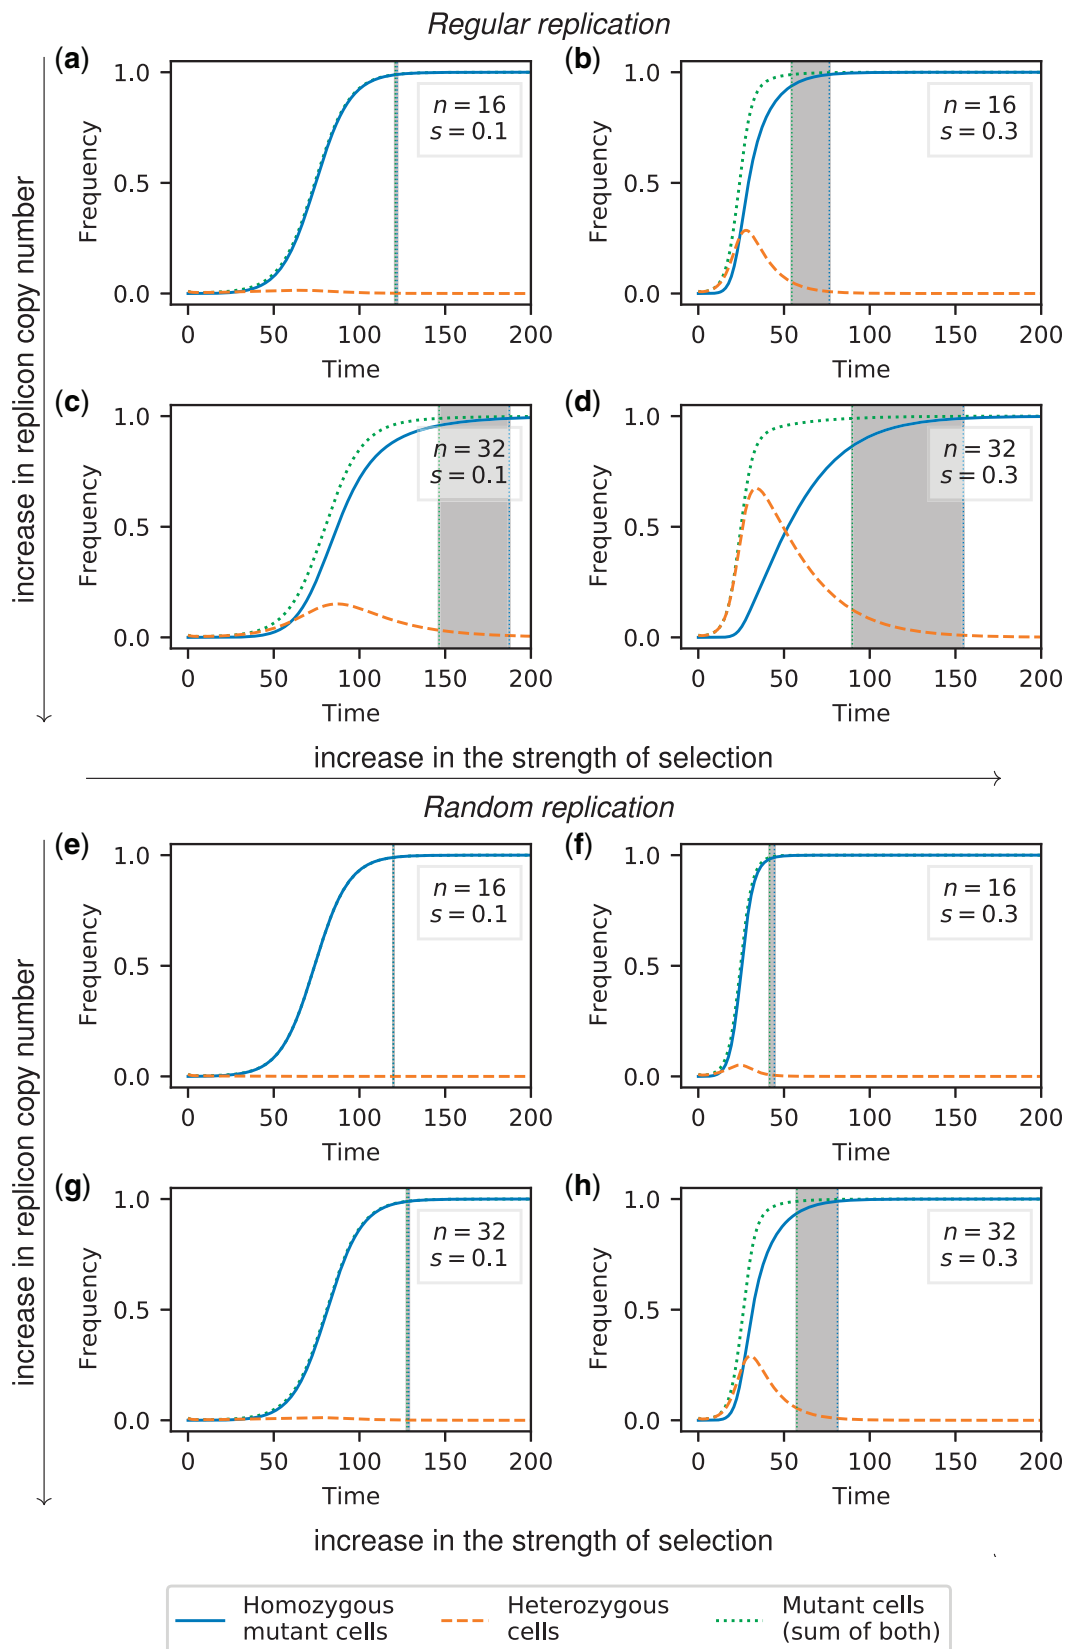 Regular replication
increase in replicon copy number
(a)
1.0
0.5
0.0
Frequency
n = 16
s = 0.1
0 50 100 150 200
Time
(b)
1.0
0.5
0.0
Frequency
n = 16
s = 0.3
0 50 100 150 200
Time
(c)
1.0
0.5
0.0
Frequency
n = 32
s = 0.1
0 50 100 150 200
Time
(d)
1.0
0.5
0.0
Frequency
n = 32
s = 0.3
0 50 100 150 200
Time
increase in the strength of selection
Random replication
increase in replicon copy number
(e)
1.0
0.5
0.0
Frequency
n = 16
s = 0.1
0 50 100 150 200
Time
(f)
1.0
0.5
0.0
Frequency
n = 16
s = 0.3
0 50 100 150 200
Time
(g)
1.0
0.5
0.0
Frequency
n = 32
s = 0.1
0 50 100 150 200
Time
(h)
1.0
0.5
0.0
Frequency
n = 32
s = 0.3
0 50 100 150 200
Time
increase in the strength of selection
Homozygous
mutant cells
Heterozygous
cells
Mutant cells
(sum of both)